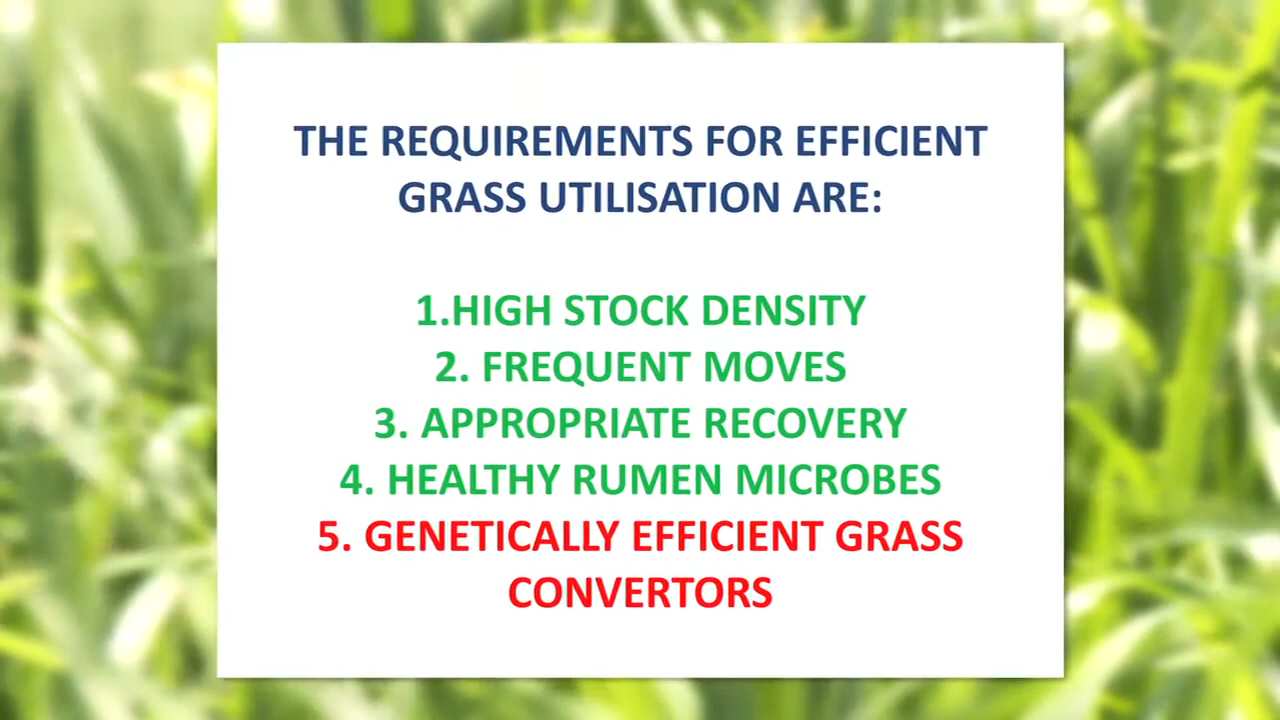 THE REQUIREMENTS FOR EFFICIENT
GRASS UTILISATION ARE:
1.HIGH STOCK DENSITY
2. FREQUENT MOVES
3. APPROPRIATE RECOVERY
4. HEALTHY RUMEN MICROBES
5. GENETICALLY EFFICIENT GRASS
CONVERTORS